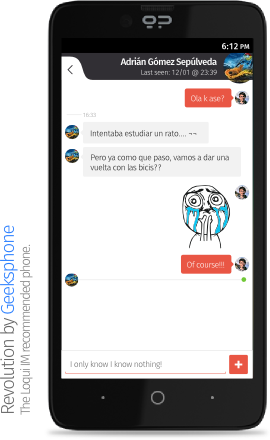 6:12 PM
Adrián Gómez Sepúlveda
Last seen: 12/01 @ 23:39
Ola k ase?
16:23
Intentaba estudiar un rato.... ¬¬
Pero ya como que paso, vamos a dar una
vuelta con las bicis??
Of course!!!
I only know I know nothing!
+
Revolution by Geeksphone
The Loqui IM recommended phone.